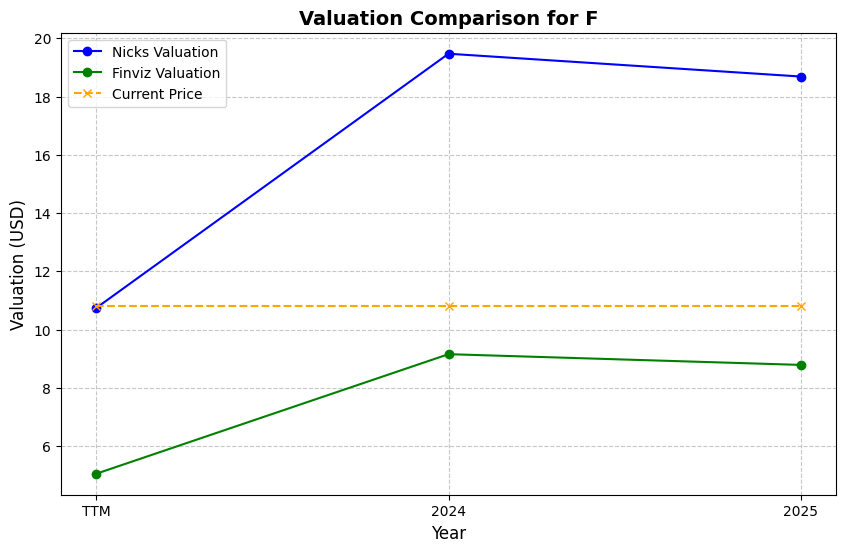 Valuation Comparison for F
Nicks Valuation
Finviz Valuation
Current Price
Valuation (USD)
20
18
16
14
12
10
8
6
TTM
2024
2025
Year